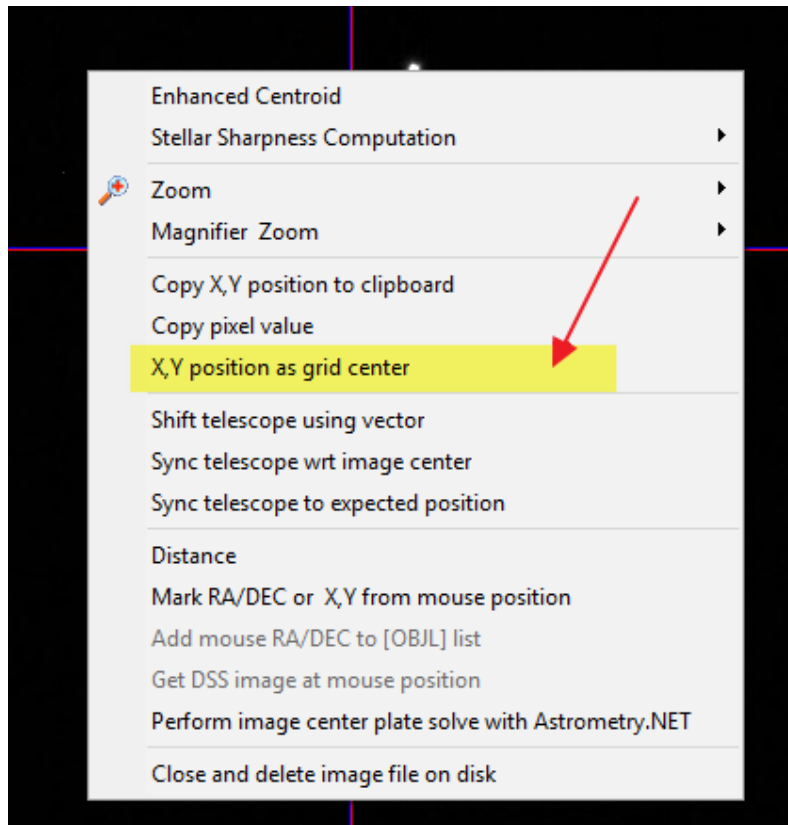 Enhanced Centroid
Stellar Sharpness Computation
Zoom
Magnifier Zoom
Copy X,Y position to clipboard
Copy pixel value
X,Y position as grid center
Shift telescope using vector
Sync telescope wrt image center
Sync telescope to expected position
Distance
Mark RA/DEC or X,Y from mouse position
Add mouse RA/DEC to [OBJL] list
Get DSS image at mouse position
Perform image center plate solve with Astrometry.NET
Close and delete image file on disk